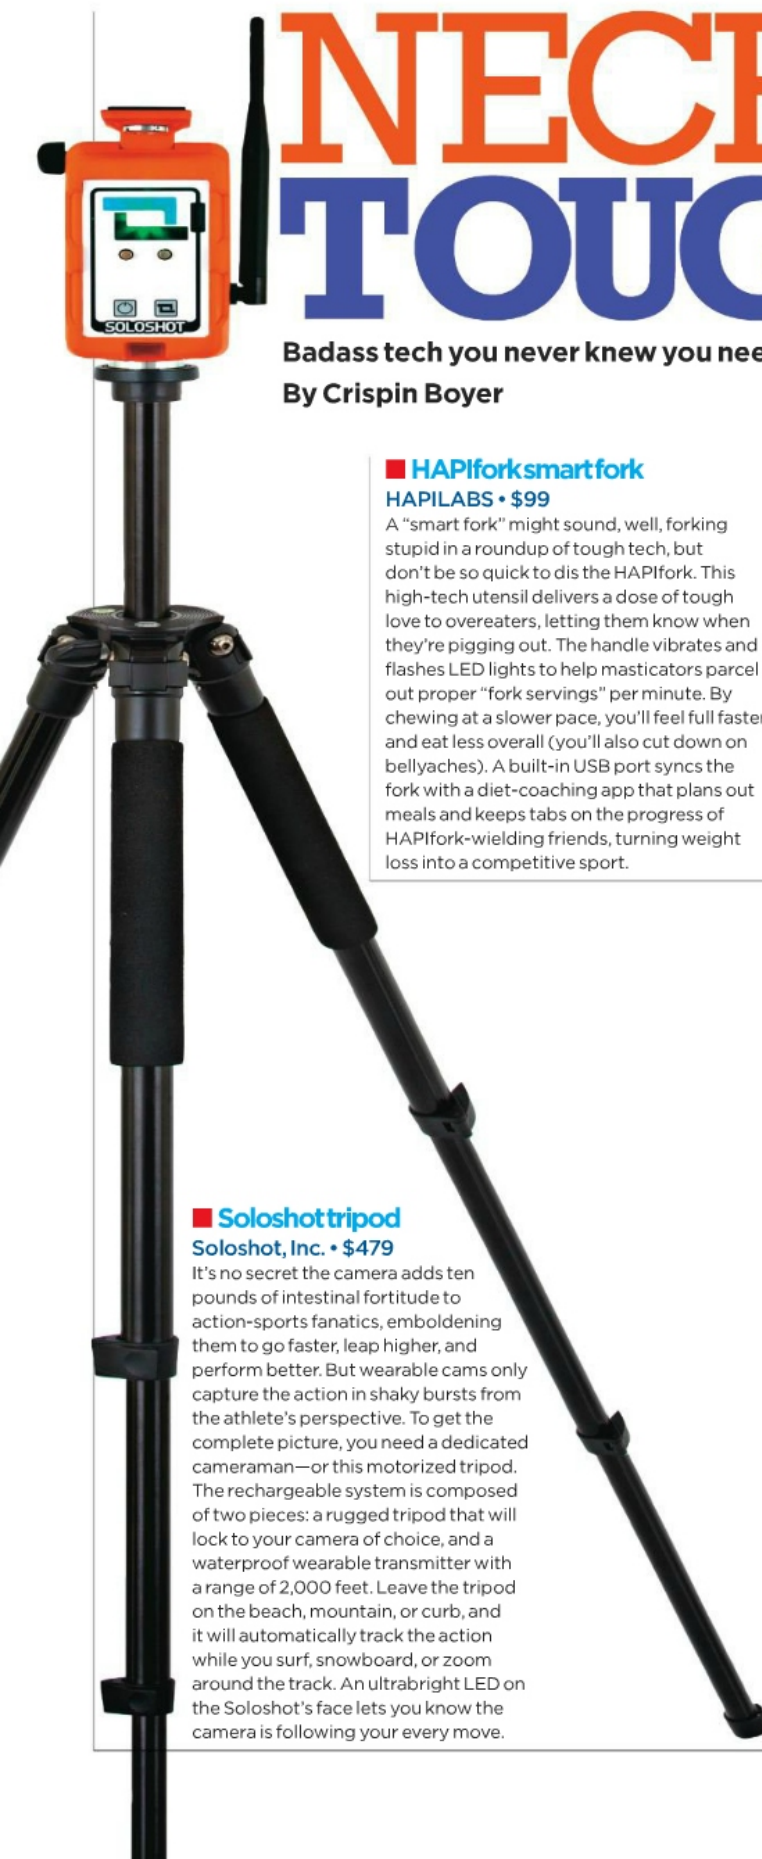 NECK
TOUG
Badass tech you never knew you nee
By Crispin Boyer
SOLOSHOT
HAPIfork smart fork
HAPILABS • $99
A “smart fork” might sound, well, forking
stupid in a roundup of tough tech, but
don't be so quick to dis the HAPIfork. This
high-tech utensil delivers a dose of tough
love to overeaters, letting them know when
they're pigging out. The handle vibrates and
flashes LED lights to help masticators parcel
out proper “fork servings” per minute. By
chewing at a slower pace, you'll feel full faster
and eat less overall (you'll also cut down on
bellyaches). A built-in USB port syncs the
fork with a diet-coaching app that plans out
meals and keeps tabs on the progress of
HAPIfork-wielding friends, turning weight
loss into a competitive sport.
Soloshot tripod
Soloshot, Inc. • $479
It's no secret the camera adds ten
pounds of intestinal fortitude to
action-sports fanatics, emboldening
them to go faster, leap higher, and
perform better. But wearable cams only
capture the action in shaky bursts from
the athlete's perspective. To get the
complete picture, you need a dedicated
cameraman—or this motorized tripod.
The rechargeable system is composed
of two pieces: a rugged tripod that will
lock to your camera of choice, and a
waterproof wearable transmitter with
a range of 2,000 feet. Leave the tripod
on the beach, mountain, or curb, and
it will automatically track the action
while you surf, snowboard, or zoom
around the track. An ultrabright LED on
the Soloshot's face lets you know the
camera is following your every move.